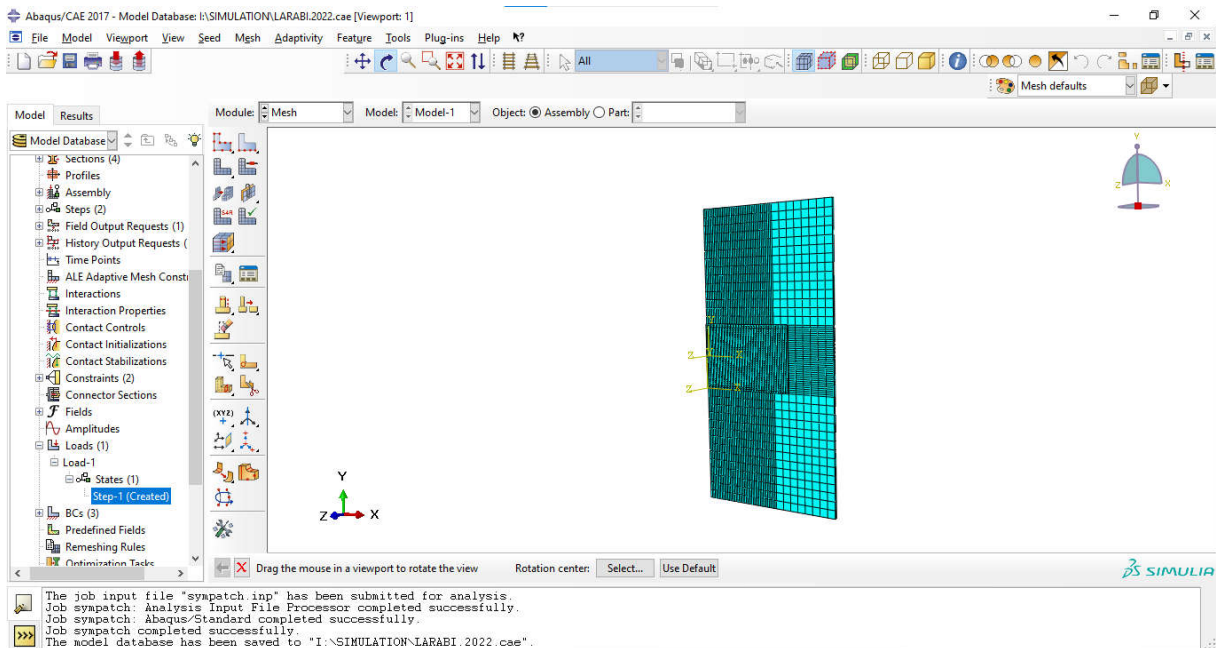 Abaqus/CAE 2017 - Model Database: I:\SIMULATION\LARABI.2022.cae [Viewport: 1]
File Model Viewport View Seed Mesh Adaptivity Feature Tools Plug-ins Help
All
Mesh defaults
Model Results
Module: Mesh Model: Model-1 Object: Assembly Part:
Model Database
Sections (4)
Profiles
Assembly
Steps (2)
Field Output Requests (1)
History Output Requests (
Time Points
ALE Adaptive Mesh Constr
Interactions
Interaction Properties
Contact Controls
Contact Initializations
Contact Stabilizations
Constraints (2)
Connector Sections
Fields
Amplitudes
Loads (1)
Load-1
States (1)
Step-1 (Created)
BCs (3)
Predefined Fields
Remeshing Rules
Optimization Tasks
S4R
(XYZ)
Y
Z X
Y
Z X
Y
Z X
Z X
Drag the mouse in a viewport to rotate the view Rotation center: Select... Use Default
SIMULIA
The job input file "sympatch.inp" has been submitted for analysis.
Job sympatch: Analysis Input File Processor completed successfully.
Job sympatch: Abaqus/Standard completed successfully.
Job sympatch completed successfully.
The model database has been saved to "I:\SIMULATION\LARABI.2022.cae".